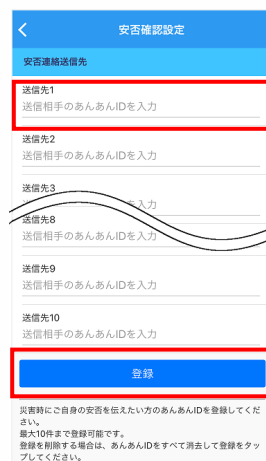 安否確認設定
安否連絡送信先
送信先1
送信相手のあんあんIDを入力
送信先2
送信相手のあんあんIDを入力
送信先3
入力
送信先8
送信相手のあんあんIDを入力
送信先9
送信相手のあんあんIDを入力
送信先10
送信相手のあんあんIDを入力
登録
災害時にご自身の安否を伝えたい方のあんあんIDを登録してくだ
さい。
最大10件まで登録可能です。
登録を削除する場合は、あんあんIDをすべて消去して登録をタッ
プしてください。